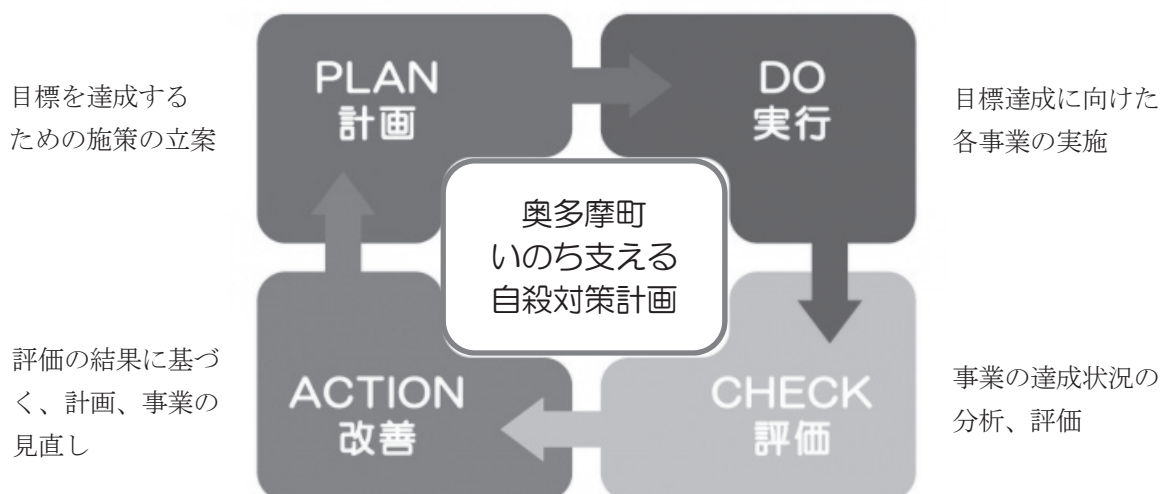 目標を達成する
ための施策の立案
PLAN
計画
DO
実行
目標達成に向けた
各事業の実施
奥多摩町
いのち支える
自殺対策計画
評価の結果に基づ
く、計画、事業の
見直し
ACTION
改善
CHECK
評価
事業の達成状況の
分析、評価